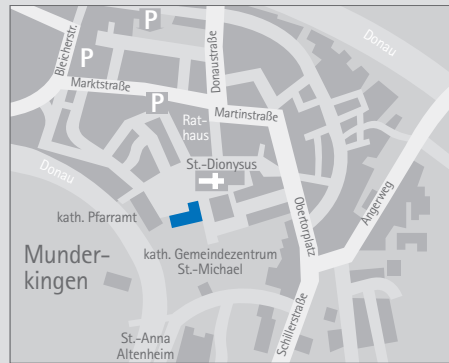 P
Bleicherstr.
P
Donaustraße
Donau
Marktstraße
P
Martinstraße
Rat-
haus
St.-Dionysus
Donau
kath. Pfarramt
Obertorplatz
Angerweg
kath. Gemeindezentrum
St.-Michael
Munder-
kingen
Schillerstraße
St.-Anna
Altenheim